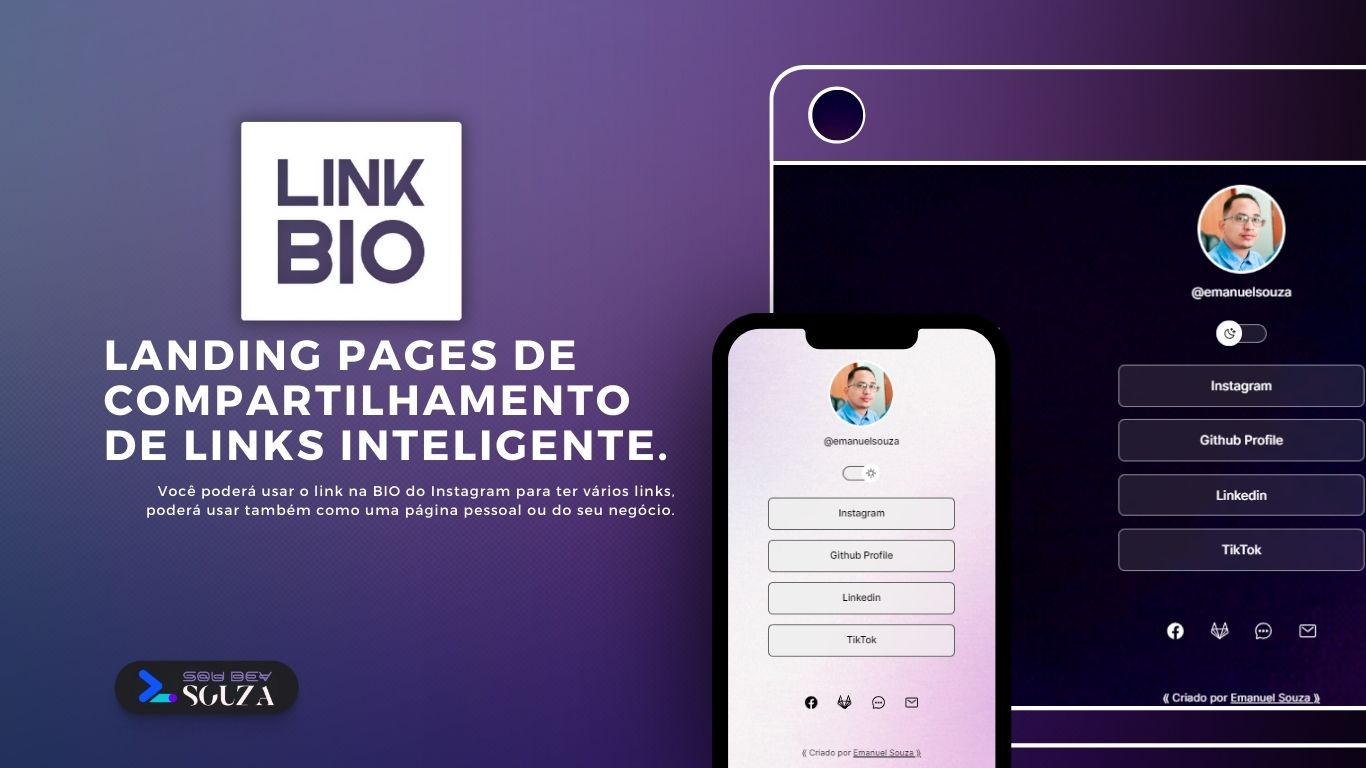 LINK
BIO
LANDING PAGES DE
COMPARTILHAMENTO
DE LINKS INTELIGENTE.
Você poderá usar o link na BIO do Instagram para ter vários links,
poderá usar também como uma página pessoal ou do seu negócio.
SOU DEV
SOUZA
@emanuelsouza
Instagram
Github Profile
Linkedin
TikTok
⟪ Criado por Emanuel Souza ⟫
@emanuelsouza
Instagram
Github Profile
Linkedin
TikTok
⟪ Criado por Emanuel Souza ⟫